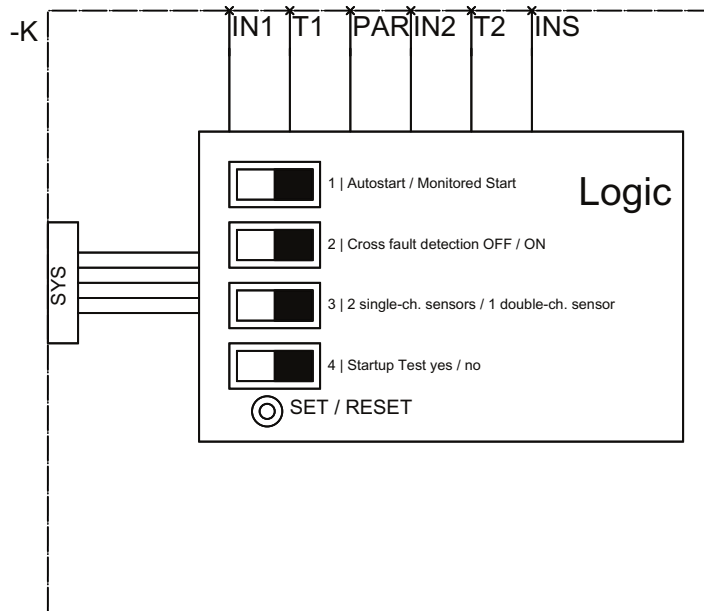 -K IN1 T1 PAR IN2 T2 INS
1 | Autostart / Monitored Start
Logic
2 | Cross fault detection OFF / ON
SYS
3 | 2 single-ch. sensors / 1 double-ch. sensor
4 | Startup Test yes / no
SET / RESET